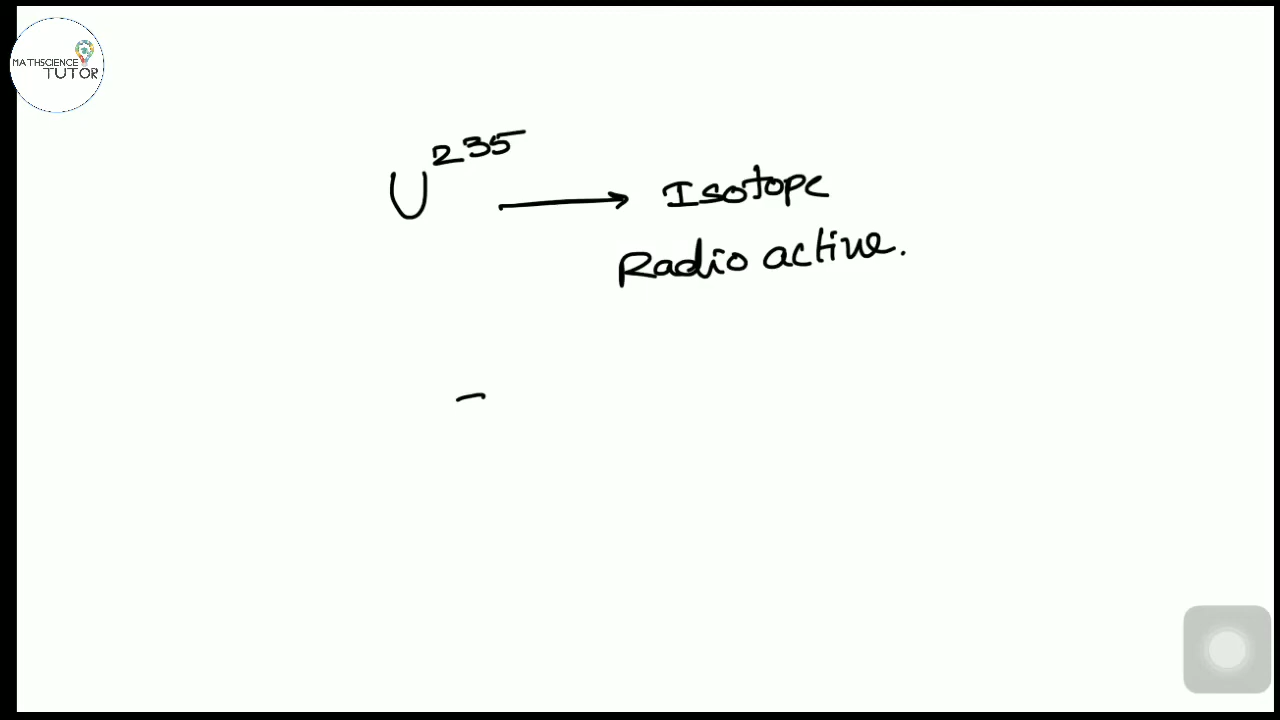 MATHSCIENCE
TUTOR
U²³⁵ → Isotope
Radio active.